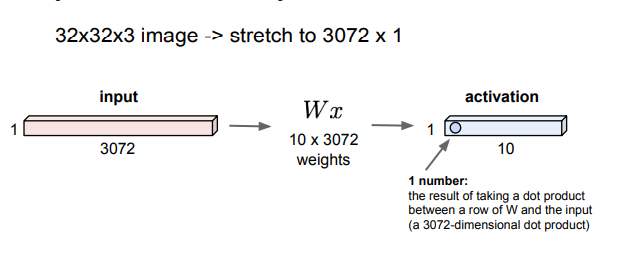 32x32x3 image -> stretch to 3072 x 1
input
activation
1
3072
Wx
10 x 3072
weights
1
10
1 number:
the result of taking a dot product
between a row of W and the input
(a 3072-dimensional dot product)